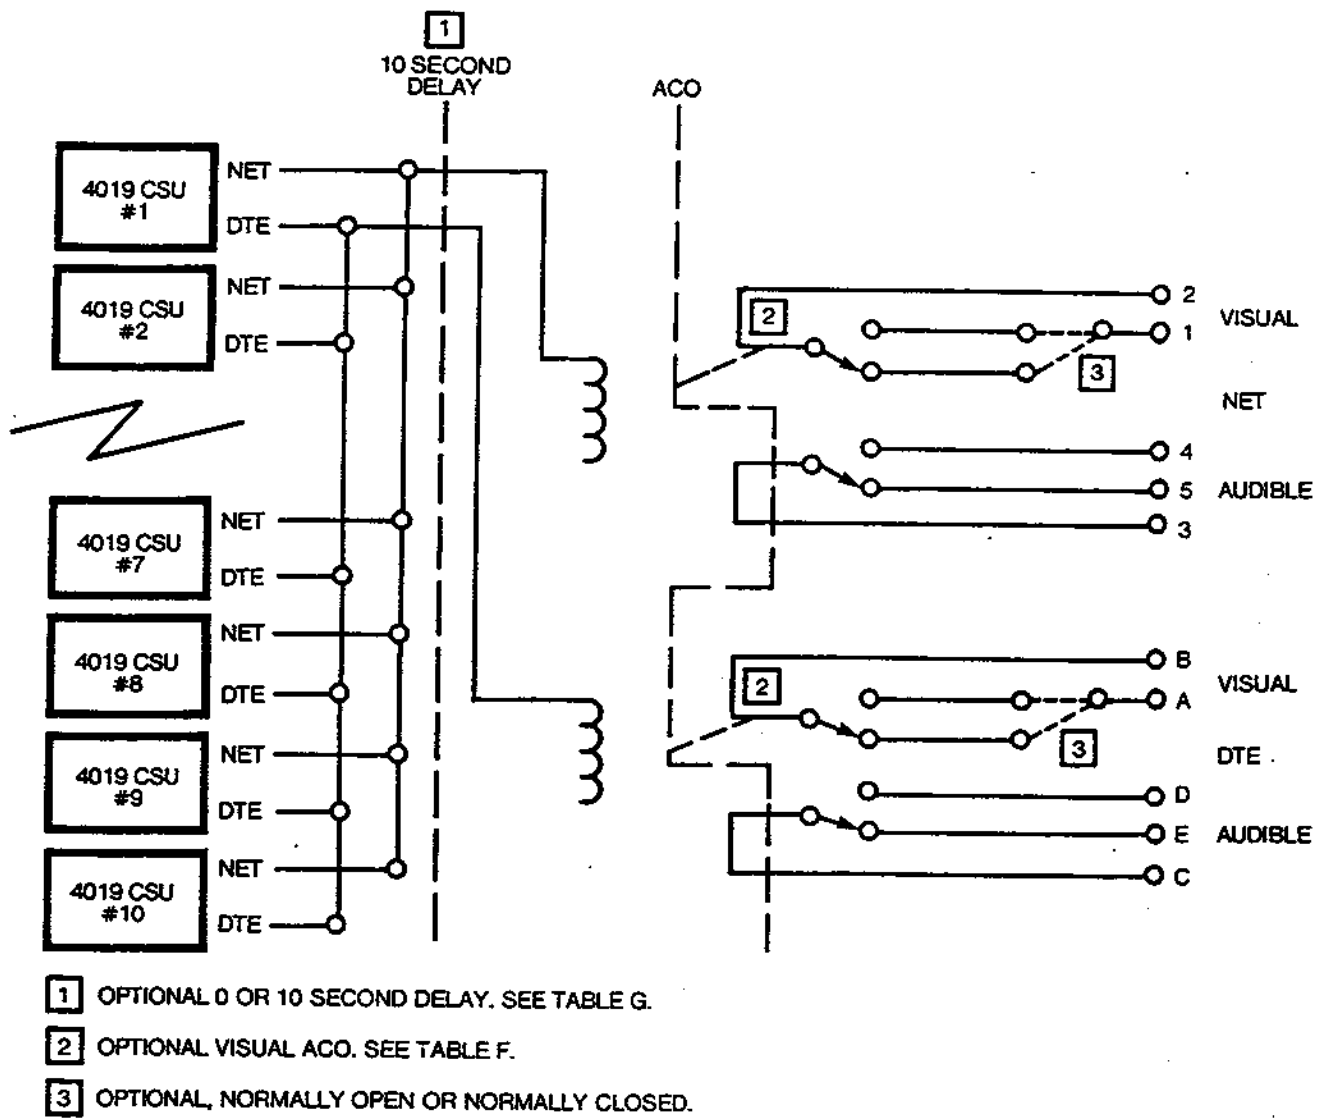 1
10 SECOND
DELAY
ACO
4019 CSU
#1
NET
DTE
4019 CSU
#2
NET
DTE
4019 CSU
#7
NET
DTE
4019 CSU
#8
NET
DTE
4019 CSU
#9
NET
DTE
4019 CSU
#10
NET
DTE
2
2
1
VISUAL
3
NET
4
5
AUDIBLE
3
B
2
A
VISUAL
3
DTE
D
E
AUDIBLE
C
1 OPTIONAL 0 OR 10 SECOND DELAY. SEE TABLE G.
2 OPTIONAL VISUAL ACO. SEE TABLE F.
3 OPTIONAL, NORMALLY OPEN OR NORMALLY CLOSED.